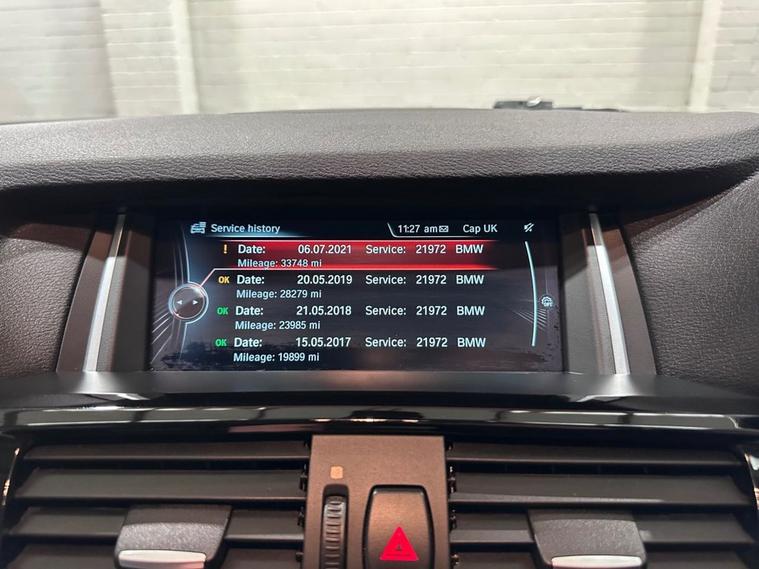 Service history 11:27 am Cap UK
! Date: 06.07.2021 Service: 21972 BMW
Mileage: 33748 mi
OK Date: 20.05.2019 Service: 21972 BMW
Mileage: 28279 mi
OK Date: 21.05.2018 Service: 21972 BMW
Mileage: 23985 mi
OK Date: 15.05.2017 Service: 21972 BMW
Mileage: 19899 mi